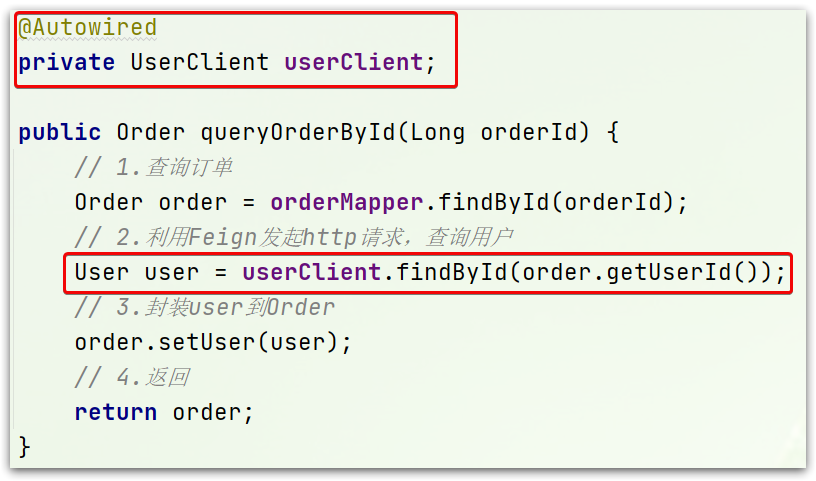 @Autowired
private UserClient userClient;
public Order queryOrderById(Long orderId) {
// 1.查询订单
Order order = orderMapper.findById(orderId);
// 2.利用Feign发起http请求，查询用户
User user = userClient.findById(order.getUserId());
// 3.封装user到Order
order.setUser(user);
// 4.返回
return order;
}